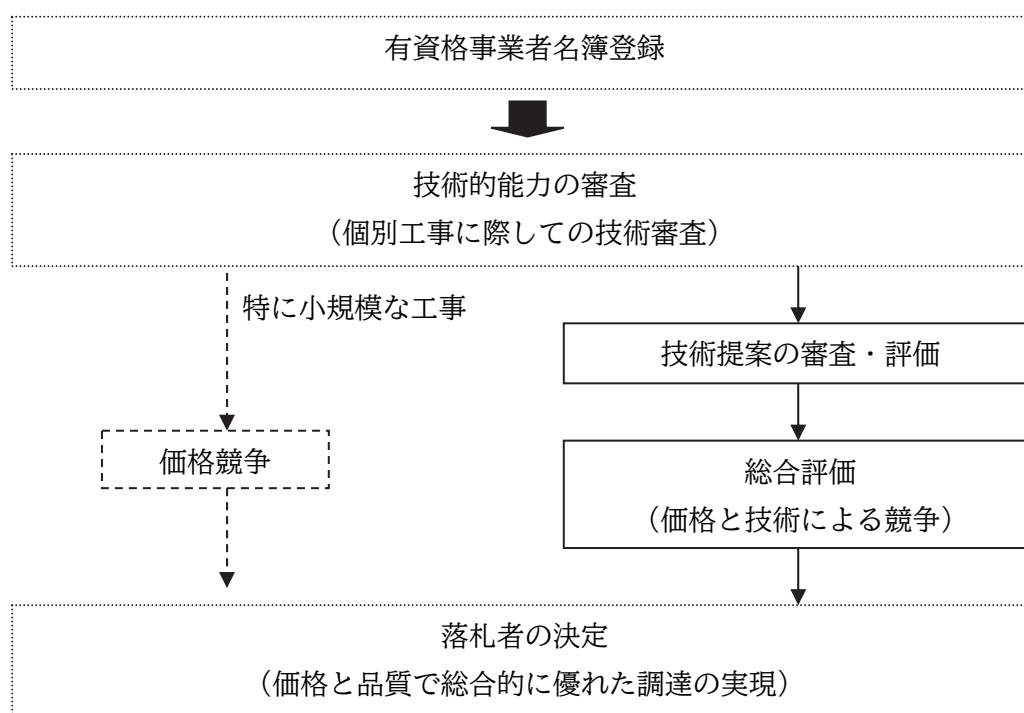 有資格事業者名簿登録
技術的能力の審査
（個別工事に際しての技術審査）
特に小規模な工事
技術提案の審査・評価
価格競争
総合評価
（価格と技術による競争）
落札者の決定
（価格と品質で総合的に優れた調達の実現）